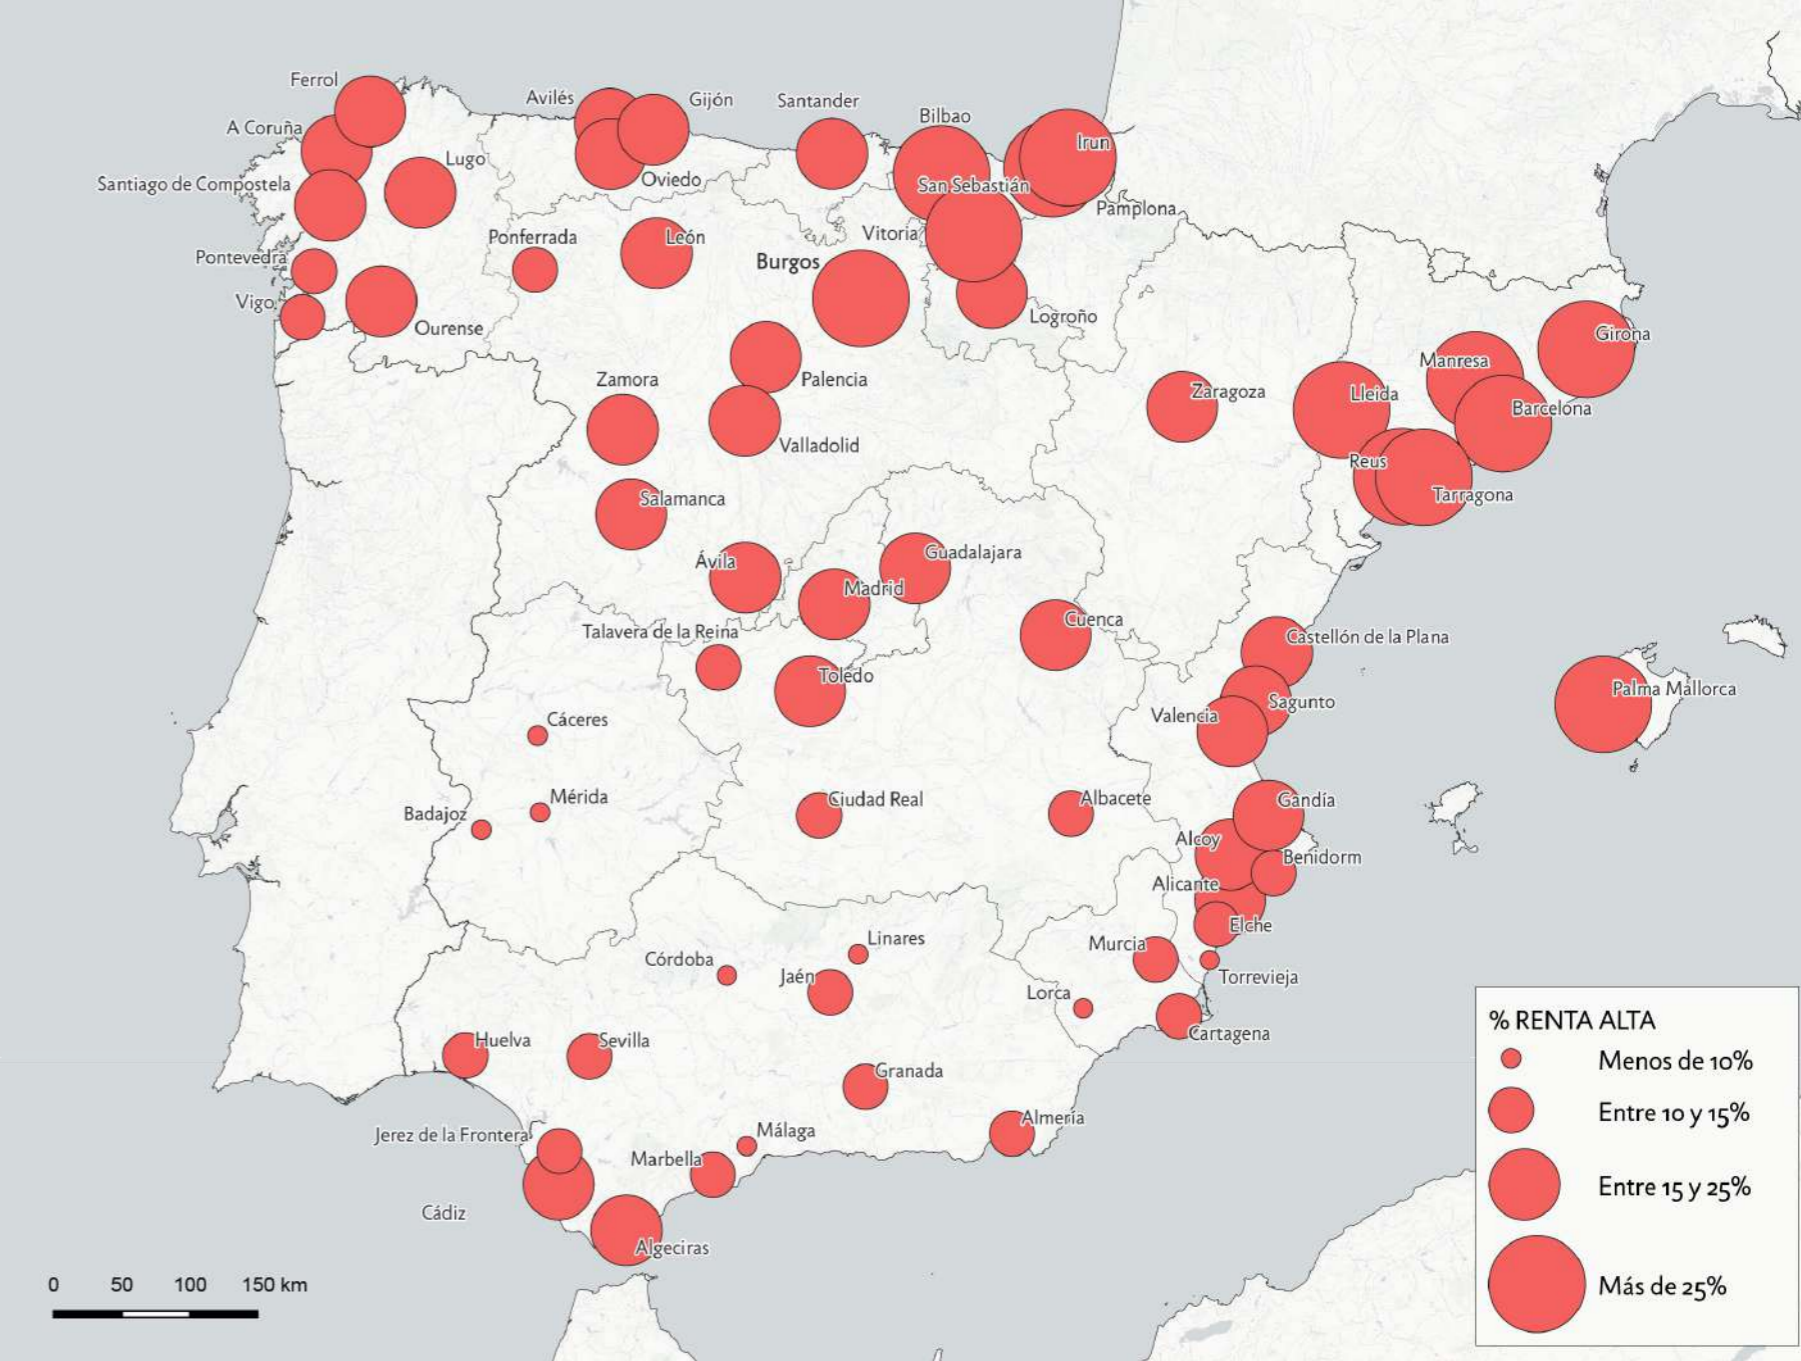 Ferrol
Avilés
Gijón
Santander
Bilbao
A Coruña
Irun
Lugo
Oviedo
Santiago de Compostela
San Sebastián
Pamplona
Ponferrada
León
Vitoria
Pontevedra
Burgos
Vigo
Ourense
Logroño
Girona
Manresa
Zamora
Palencia
Zaragoza
Lleida
Barcelona
Valladolid
Reus
Tarragona
Salamanca
Ávila
Guadalajara
Madrid
Cuenca
Talavera de la Reina
Castellón de la Plana
Toledo
Palma Mallorca
Sagunto
Cáceres
Valencia
Mérida
Ciudad Real
Albacete
Gandía
Badajoz
Alcoy
Benidorm
Alicante
Elche
Linares
Murcia
Córdoba
Jaén
Torrevieja
Lorca
Cartagena
Huelva
Sevilla
Granada
Almería
Jerez de la Frontera
Málaga
Marbella
Cádiz
Algeciras
% RENTA ALTA
Menos de 10%
Entre 10 y 15%
Entre 15 y 25%
Más de 25%
0 50 100 150 km